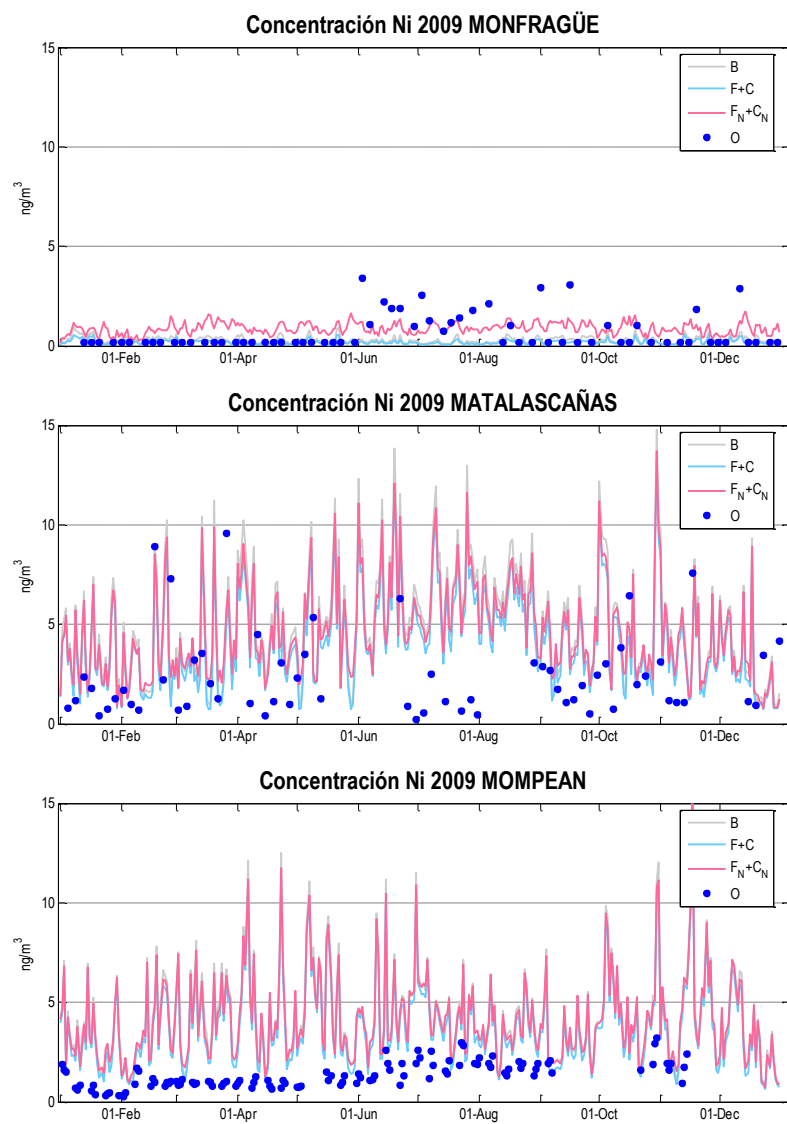 Concentración Ni 2009 MONFRAGÜE
15
10
5
0
ng/m³
B
F+C
F_N+C_N
O
01-Feb
01-Apr
01-Jun
01-Aug
01-Oct
01-Dec
Concentración Ni 2009 MATALASCAÑAS
15
10
5
0
ng/m³
B
F+C
F_N+C_N
O
01-Feb
01-Apr
01-Jun
01-Aug
01-Oct
01-Dec
Concentración Ni 2009 MOMPEAN
15
10
5
0
ng/m³
B
F+C
F_N+C_N
O
01-Feb
01-Apr
01-Jun
01-Aug
01-Oct
01-Dec